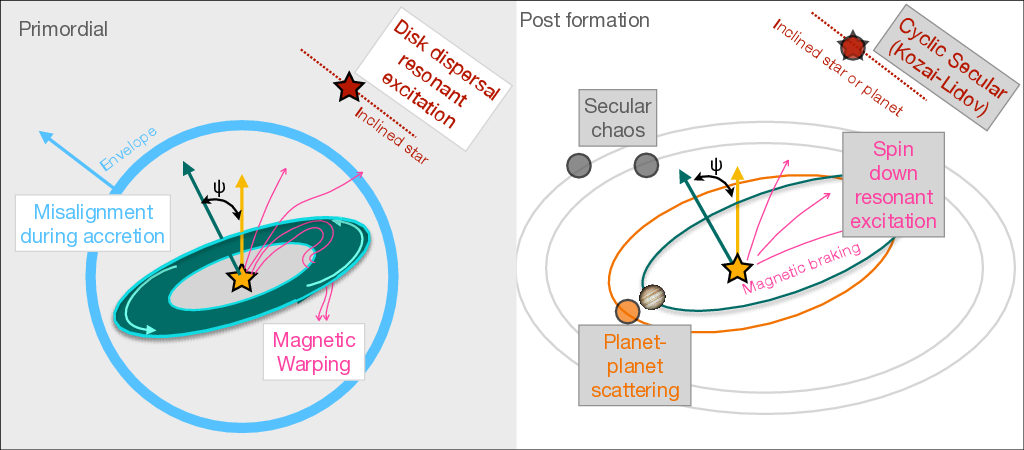 Primordial
Disk dispersal
resonant
excitation
Inclined star
Envelope
ψ
Misalignment
during accretion
Magnetic
Warping
Post formation
Inclined star or planet
Cyclic Secular
(Kozai-Lidov)
Secular
chaos
ψ
Spin
down
resonant
excitation
Magnetic braking
Planet-
planet
scattering